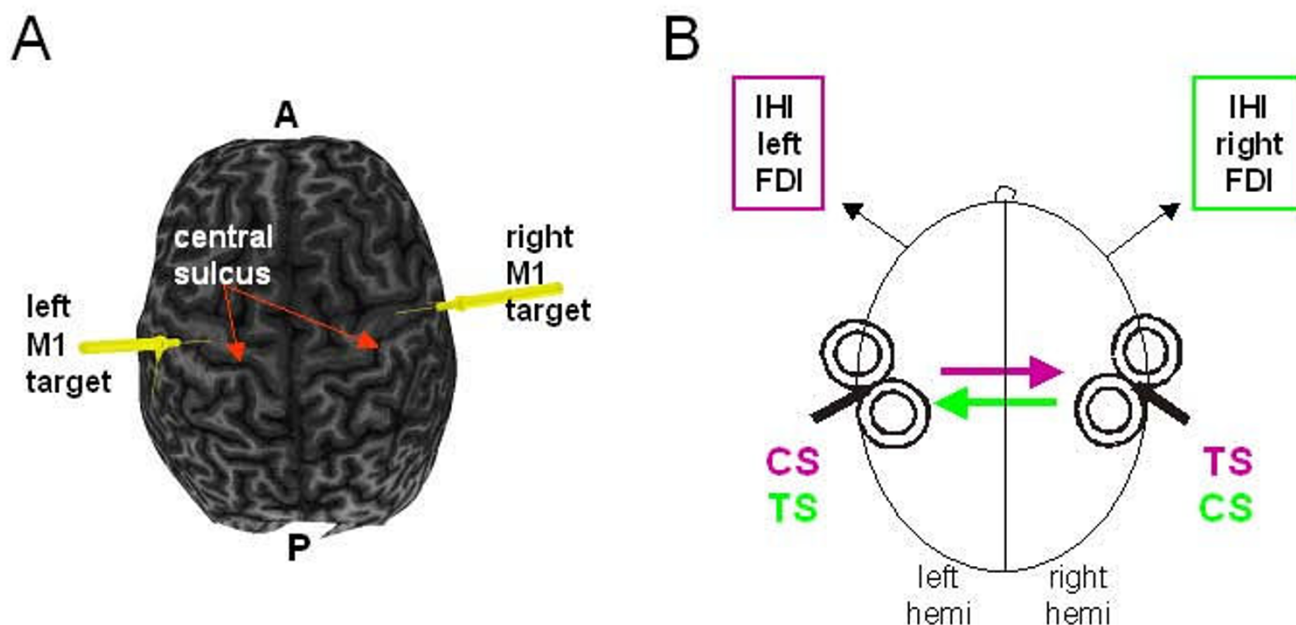 A
B
A
central
sulcus
left
M1
target
right
M1
target
P
IHI
left
FDI
IHI
right
FDI
CS
TS
TS
CS
left
hemi
right
hemi